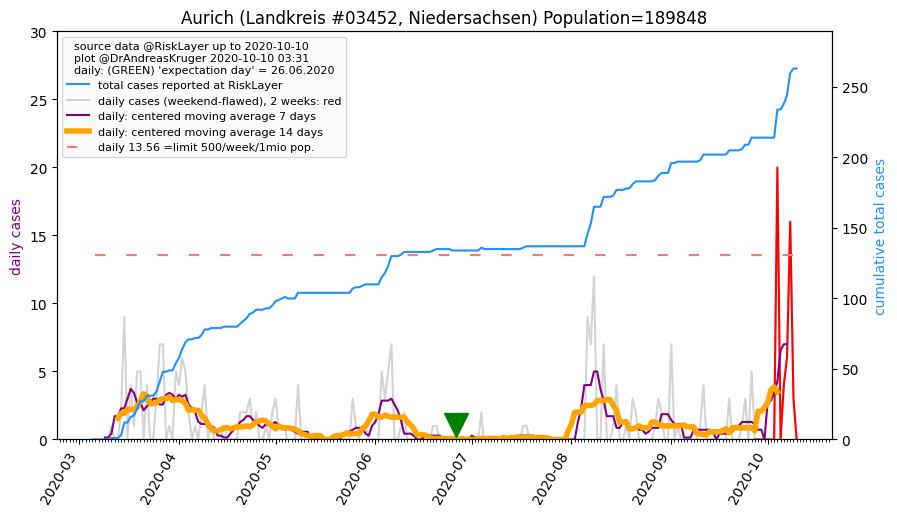 Aurich (Landkreis #03452, Niedersachsen) Population=189848
source data @RiskLayer up to 2020-10-10
plot @DrAndreasKruger 2020-10-10 03:31
daily: (GREEN) 'expectation day' = 26.06.2020
total cases reported at RiskLayer
daily cases (weekend-flawed), 2 weeks: red
daily: centered moving average 7 days
daily: centered moving average 14 days
daily 13.56 =limit 500/week/1mio pop.
daily cases
30
25
20
15
10
5
0
cumulative total cases
250
200
150
100
50
0
2020-03
2020-04
2020-05
2020-06
2020-07
2020-08
2020-09
2020-10